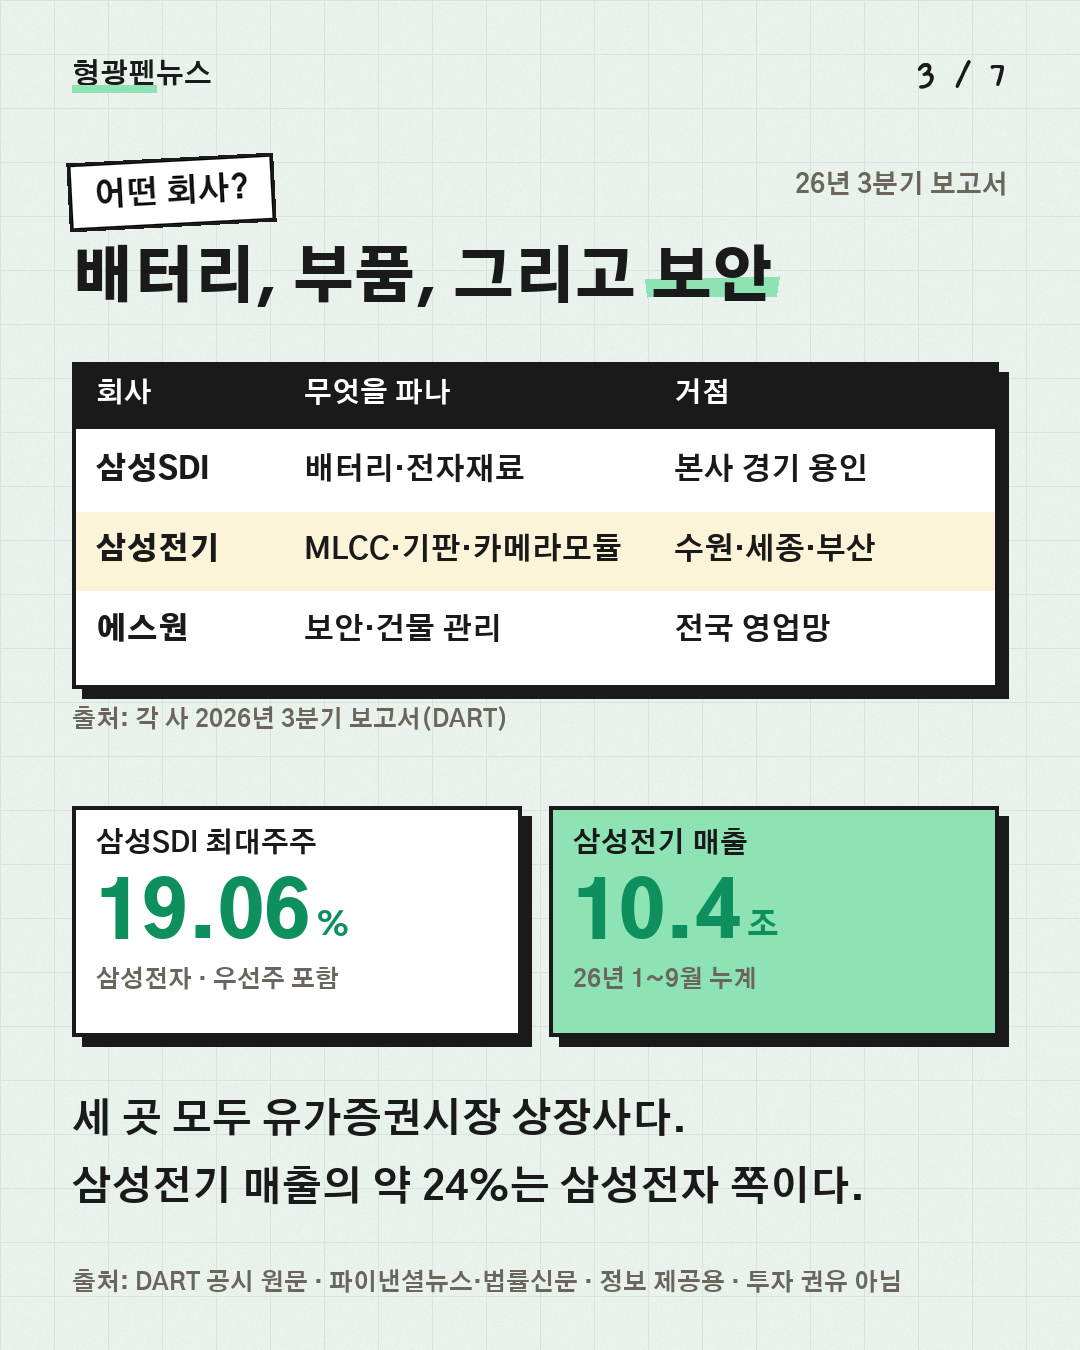 형광펜뉴스
3 / 7
어떤 회사?
26년 3분기 보고서
배터리, 부품, 그리고 보안
회사 무엇을 파나 거점
삼성SDI 배터리·전자재료 본사 경기 용인
삼성전기 MLCC·기판·카메라모듈 수원·세종·부산
에스원 보안·건물 관리 전국 영업망
출처: 각 사 2026년 3분기 보고서(DART)
삼성SDI 최대주주
19.06 %
삼성전자 · 우선주 포함
삼성전기 매출
10.4 조
26년 1~9월 누계
세 곳 모두 유가증권시장 상장사다.
삼성전기 매출의 약 24%는 삼성전자 쪽이다.
출처: DART 공시 원문 · 파이낸셜뉴스·법률신문 · 정보 제공용 · 투자 권유 아님